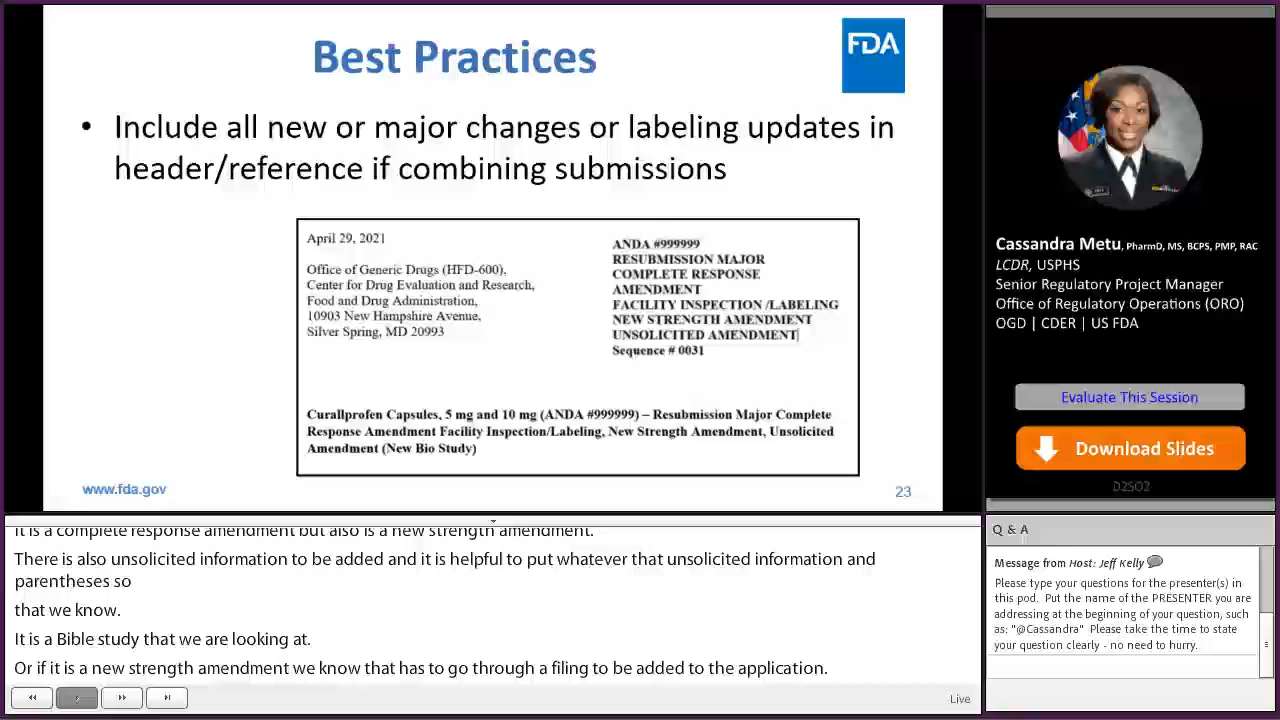 Best Practices
FDA
• Include all new or major changes or labeling updates in
header/reference if combining submissions
April 29, 2021
Office of Generic Drugs (HFD-600),
Center for Drug Evaluation and Research,
Food and Drug Administration,
10903 New Hampshire Avenue,
Silver Spring, MD 20993
ANDA #999999
RESUBMISSION MAJOR
COMPLETE RESPONSE
AMENDMENT
FACILITY INSPECTION /LABELING
NEW STRENGTH AMENDMENT
UNSOLICITED AMENDMENT
Sequence # 0031
Curallprofen Capsules, 5 mg and 10 mg (ANDA #999999) – Resubmission Major Complete
Response Amendment Facility Inspection/Labeling, New Strength Amendment, Unsolicited
Amendment (New Bio Study)
www.fda.gov
23
Cassandra Metu, PharmD, MS, BCPS, PMP, RAC
LCDR, USPHS
Senior Regulatory Project Manager
Office of Regulatory Operations (ORO)
OGD | CDER | US FDA
Evaluate This Session
Download Slides
D2S02
It is a complete response amendment but also is a new strength amendment.
There is also unsolicited information to be added and it is helpful to put whatever that unsolicited information and
parentheses so
that we know.
It is a Bible study that we are looking at.
Or if it is a new strength amendment we know that has to go through a filing to be added to the application.
Live
Q & A
Message from Host: Jeff Kelly
Please type your questions for the presenter(s) in
this pod. Put the name of the PRESENTER you are
addressing at the beginning of your question, such
as: "@Cassandra" Please take the time to state
your question clearly - no need to hurry.